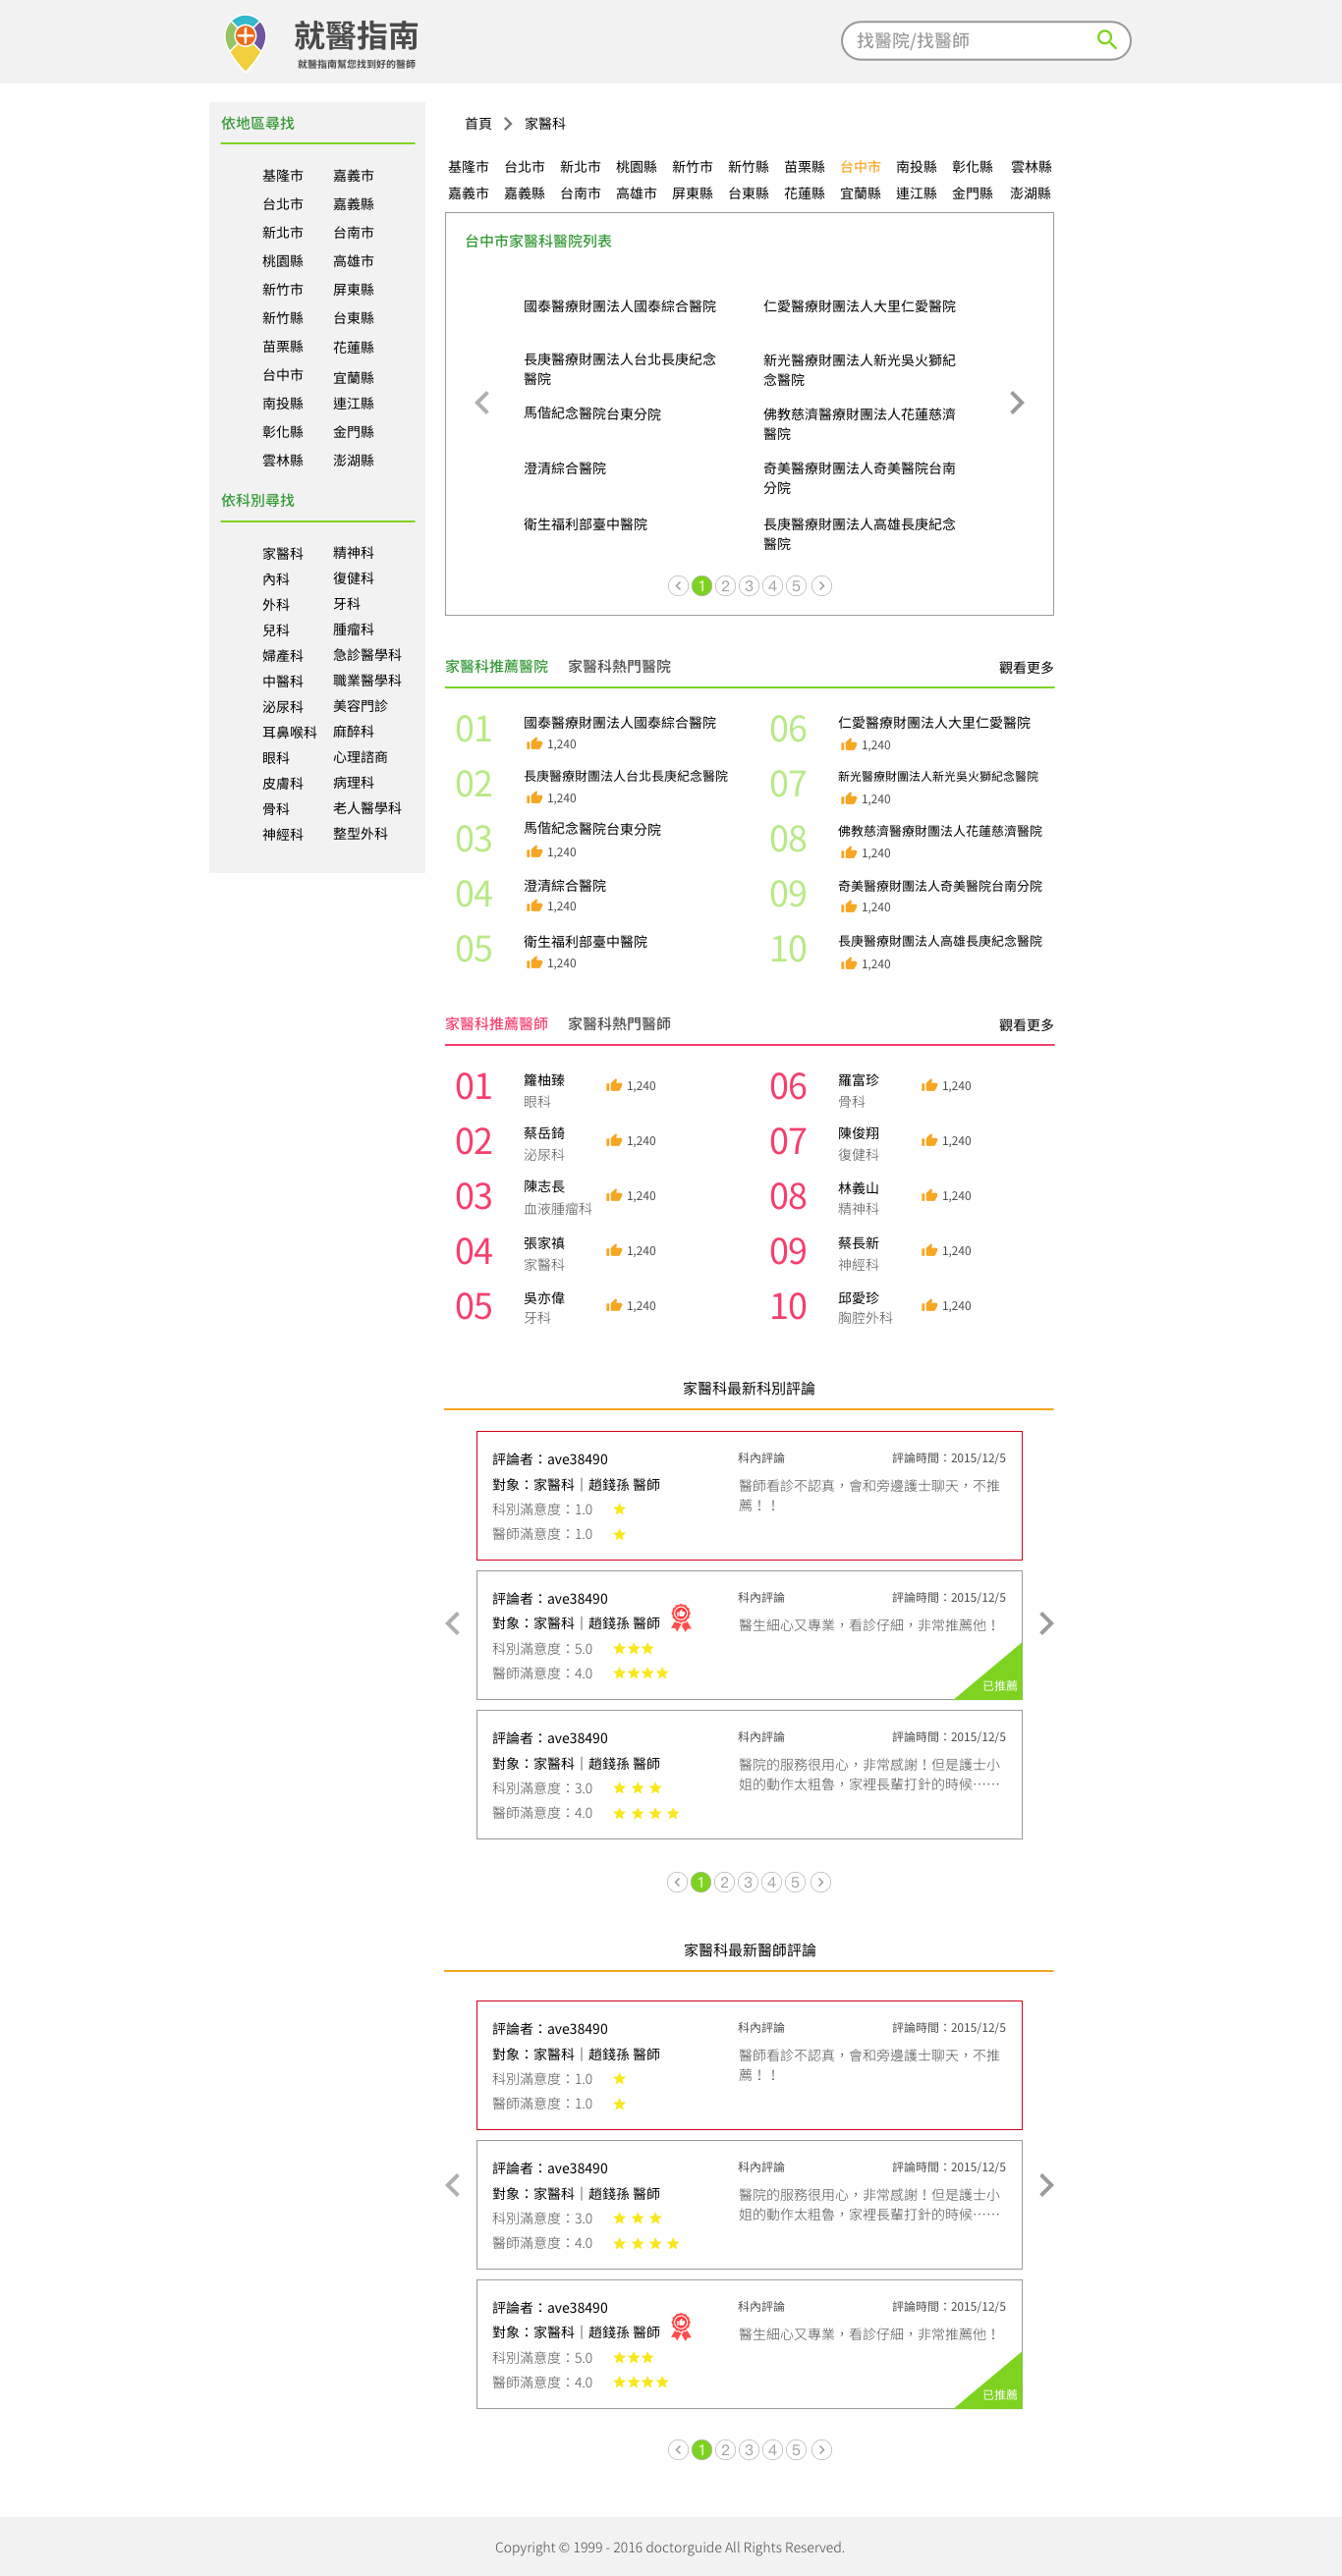 就醫指南
就醫指南幫您找到好的醫師
找醫院/找醫師
依地區尋找
基隆市 嘉義市
台北市 嘉義縣
新北市 台南市
桃園縣 高雄市
新竹市 屏東縣
新竹縣 台東縣
苗栗縣 花蓮縣
台中市 宜蘭縣
南投縣 連江縣
彰化縣 金門縣
雲林縣 澎湖縣
依科別尋找
家醫科 精神科
內科 復健科
外科 牙科
兒科 腫瘤科
婦產科 急診醫學科
中醫科 職業醫學科
泌尿科 美容門診
耳鼻喉科 麻醉科
眼科 心理諮商
皮膚科 病理科
骨科 老人醫學科
神經科 整型外科
首頁 家醫科
基隆市 台北市 新北市 桃園縣 新竹市 新竹縣 苗栗縣 台中市 南投縣 彰化縣 雲林縣
嘉義市 嘉義縣 台南市 高雄市 屏東縣 台東縣 花蓮縣 宜蘭縣 連江縣 金門縣 澎湖縣
台中市家醫科醫院列表
國泰醫療財團法人國泰綜合醫院 仁愛醫療財團法人大里仁愛醫院
長庚醫療財團法人台北長庚紀念 新光醫療財團法人新光吳火獅紀
醫院 念醫院
馬偕紀念醫院台東分院 佛教慈濟醫療財團法人花蓮慈濟
醫院
澄清綜合醫院 奇美醫療財團法人奇美醫院台南
分院
衛生福利部臺中醫院 長庚醫療財團法人高雄長庚紀念
醫院
1 2 3 4 5
家醫科推薦醫院 家醫科熱門醫院 觀看更多
01 國泰醫療財團法人國泰綜合醫院 06 仁愛醫療財團法人大里仁愛醫院
1,240 1,240
02 長庚醫療財團法人台北長庚紀念醫院 07 新光醫療財團法人新光吳火獅紀念醫院
1,240 1,240
03 馬偕紀念醫院台東分院 08 佛教慈濟醫療財團法人花蓮慈濟醫院
1,240 1,240
04 澄清綜合醫院 09 奇美醫療財團法人奇美醫院台南分院
1,240 1,240
05 衛生福利部臺中醫院 10 長庚醫療財團法人高雄長庚紀念醫院
1,240 1,240
家醫科推薦醫師 家醫科熱門醫師 觀看更多
01 籮柚臻 1,240 06 羅富珍 1,240
眼科 骨科
02 蔡岳錡 1,240 07 陳俊翔 1,240
泌尿科 復健科
03 陳志長 1,240 08 林義山 1,240
血液腫瘤科 精神科
04 張家禛 1,240 09 蔡長新 1,240
家醫科 神經科
05 吳亦偉 1,240 10 邱愛珍 1,240
牙科 胸腔外科
家醫科最新科別評論
評論者：ave38490 科內評論 評論時間：2015/12/5
對象：家醫科｜趙錢孫 醫師 醫師看診不認真，會和旁邊護士聊天，不推
薦！！
科別滿意度：1.0
醫師滿意度：1.0
評論者：ave38490 科內評論 評論時間：2015/12/5
對象：家醫科｜趙錢孫 醫師 醫生細心又專業，看診仔細，非常推薦他！
科別滿意度：5.0
醫師滿意度：4.0 已推薦
評論者：ave38490 科內評論 評論時間：2015/12/5
對象：家醫科｜趙錢孫 醫師 醫院的服務很用心，非常感謝！但是護士小
姐的動作太粗魯，家裡長輩打針的時候……
科別滿意度：3.0
醫師滿意度：4.0
1 2 3 4 5
家醫科最新醫師評論
評論者：ave38490 科內評論 評論時間：2015/12/5
對象：家醫科｜趙錢孫 醫師 醫師看診不認真，會和旁邊護士聊天，不推
薦！！
科別滿意度：1.0
醫師滿意度：1.0
評論者：ave38490 科內評論 評論時間：2015/12/5
對象：家醫科｜趙錢孫 醫師 醫院的服務很用心，非常感謝！但是護士小
姐的動作太粗魯，家裡長輩打針的時候……
科別滿意度：3.0
醫師滿意度：4.0
評論者：ave38490 科內評論 評論時間：2015/12/5
對象：家醫科｜趙錢孫 醫師 醫生細心又專業，看診仔細，非常推薦他！
科別滿意度：5.0
醫師滿意度：4.0 已推薦
1 2 3 4 5
Copyright © 1999 - 2016 doctorguide All Rights Reserved.